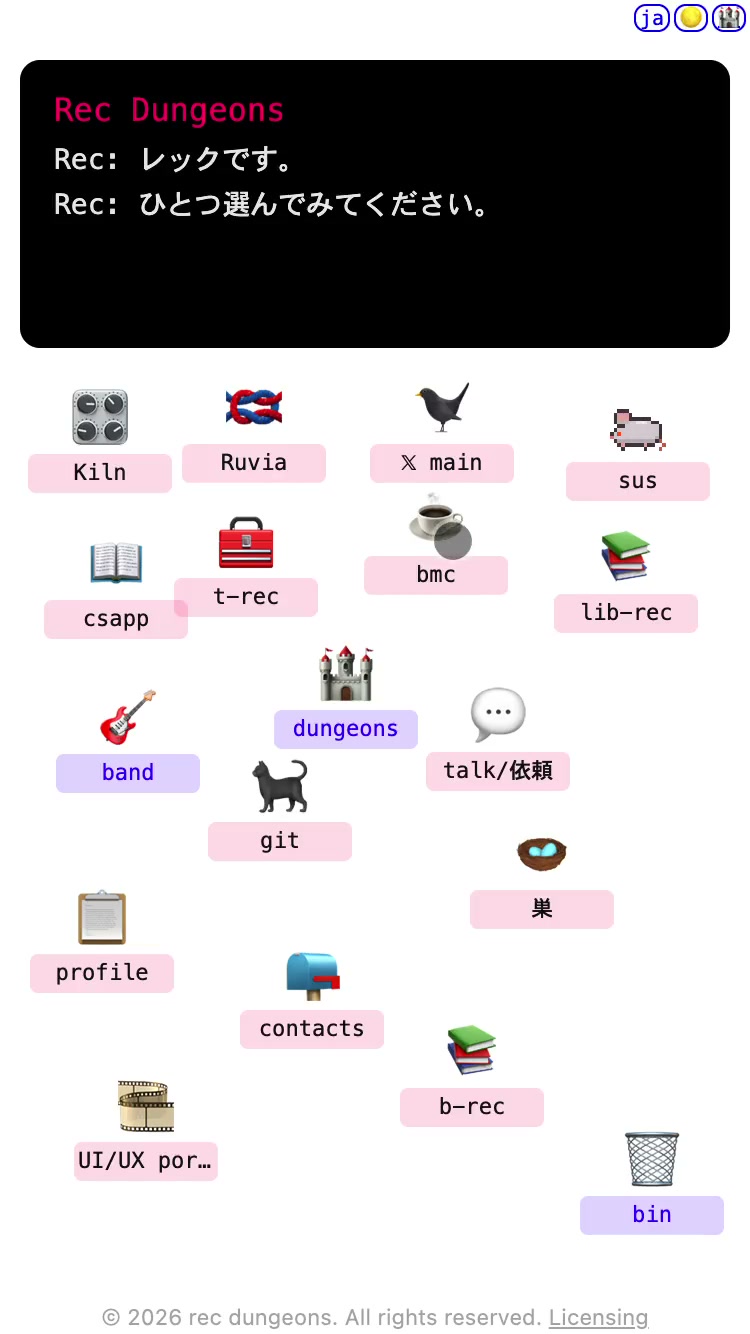 ja
Rec Dungeons
Rec: レックです。
Rec: ひとつ選んでみてください。
Kiln
Ruvia
𝕏 main
sus
csapp
t-rec
bmc
lib-rec
band
dungeons
talk/依頼
git
巣
profile
contacts
b-rec
UI/UX por…
bin
© 2026 rec dungeons. All rights reserved. Licensing